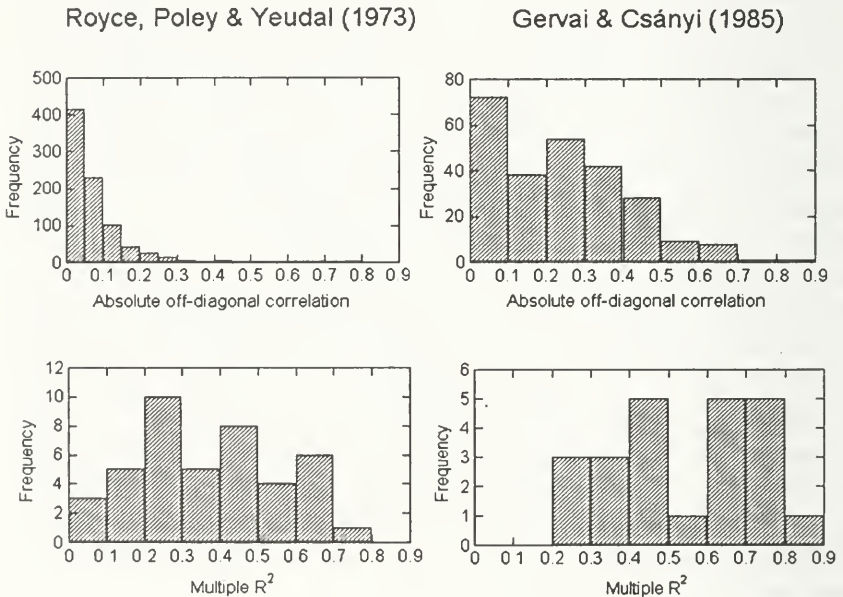 Royce, Poley & Yeudal (1973)
Gervai & Csányi (1985)
500
400
300
200
100
0
Frequency
0 0.1 0.2 0.3 0.4 0.5 0.6 0.7 0.8 0 9
Absolute off-diagonal correlation
80
60
40
20
0
Frequency
0 0.1 0.2 0.3 0.4 0.5 0.6 0.7 0.8 0.9
Absolute off-diagonal correlation
12
10
8
6
4
2
0
Frequency
0 0 1 0 2 0.3 0.4 0.5 0 6 0.7 0.8 0 9
Multiple R²
6
5
4
3
2
1
0
Frequency
0 0 1 0 2 0.3 0.4 0.5 0.6 0.7 0.8 0.9
Multiple R²